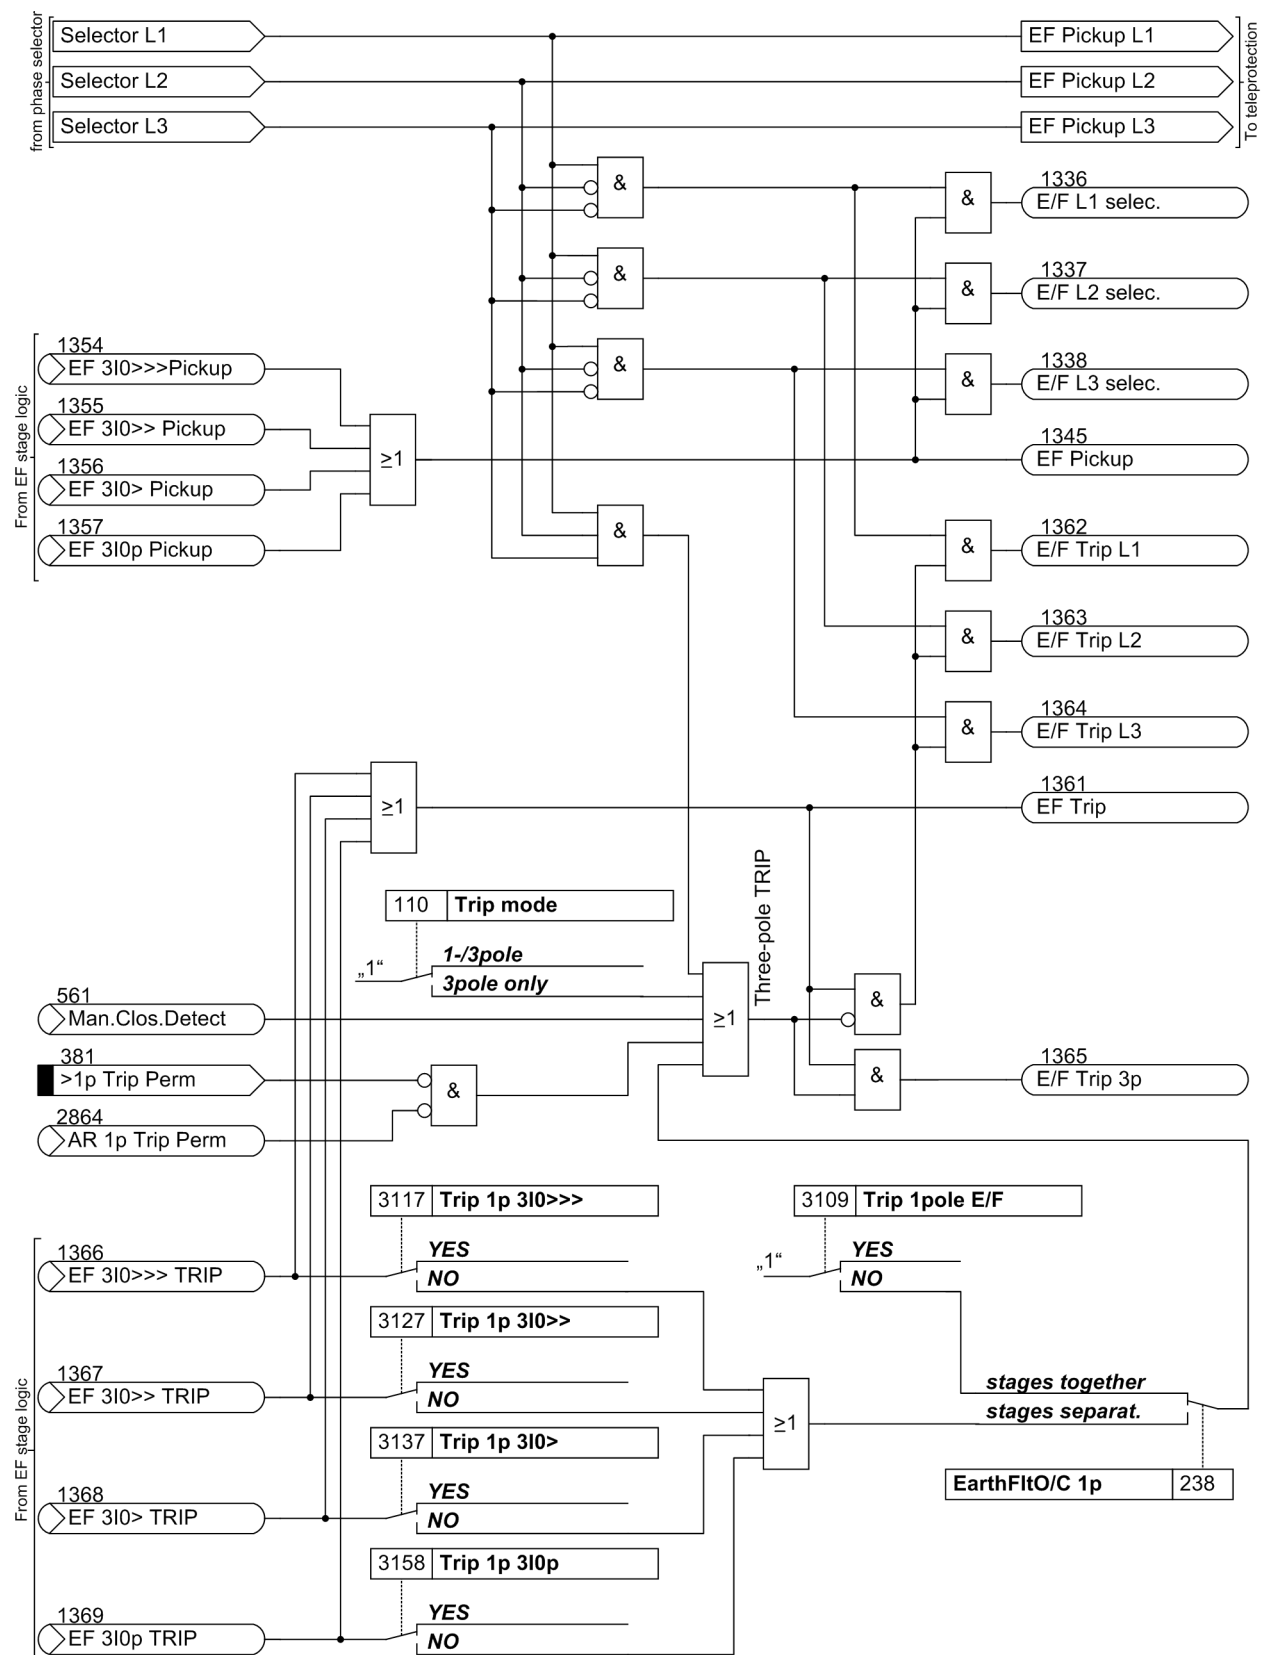 from phase selector
Selector L1
Selector L2
Selector L3
EF Pickup L1
EF Pickup L2
EF Pickup L3
To teleprotection
&
&
1336
E/F L1 selec.
&
&
1337
E/F L2 selec.
&
&
1338
E/F L3 selec.
From EF stage logic
1354
EF 3I0>>>Pickup
1355
EF 3I0>> Pickup
1356
EF 3I0> Pickup
1357
EF 3I0p Pickup
≥1
1345
EF Pickup
&
&
1362
E/F Trip L1
&
1363
E/F Trip L2
&
1364
E/F Trip L3
≥1
1361
EF Trip
110 Trip mode
„1“
1-/3pole
3pole only
Three-pole TRIP
561
Man.Clos.Detect
≥1
&
381
>1p Trip Perm
&
&
1365
E/F Trip 3p
2864
AR 1p Trip Perm
3117 Trip 1p 3I0>>>
3109 Trip 1pole E/F
From EF stage logic
1366
EF 3I0>>> TRIP
YES
NO
„1“
YES
NO
3127 Trip 1p 3I0>>
1367
EF 3I0>> TRIP
YES
NO
≥1
stages together
stages separat.
3137 Trip 1p 3I0>
EarthFltO/C 1p 238
1368
EF 3I0> TRIP
YES
NO
3158 Trip 1p 3I0p
1369
EF 3I0p TRIP
YES
NO